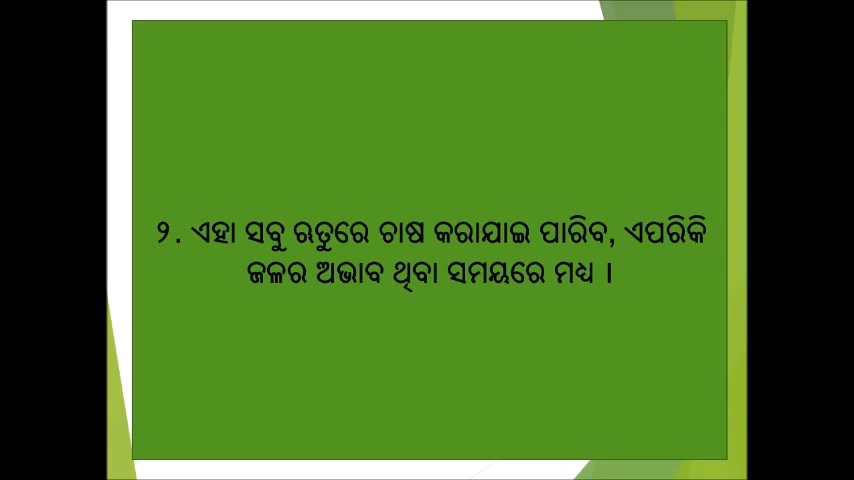 ୨. ଏହା ସବୁ ଋତୁରେ ଚାଷ କରାଯାଇ ପାରିବ, ଏପରିକି
ଜଳର ଅଭାବ ଥିବା ସମୟରେ ମଧ୍ୟ ।